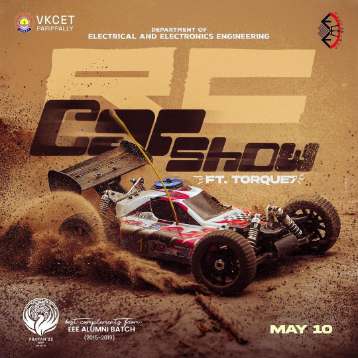 VKCET
PARIPPALLY
DEPARTMENT OF
ELECTRICAL AND ELECTRONICS ENGINEERING
RC
Car
Show
FT. TORQUE7
best compliments from,
EEE ALUMNI BATCH
(2015-2019)
MAY 10